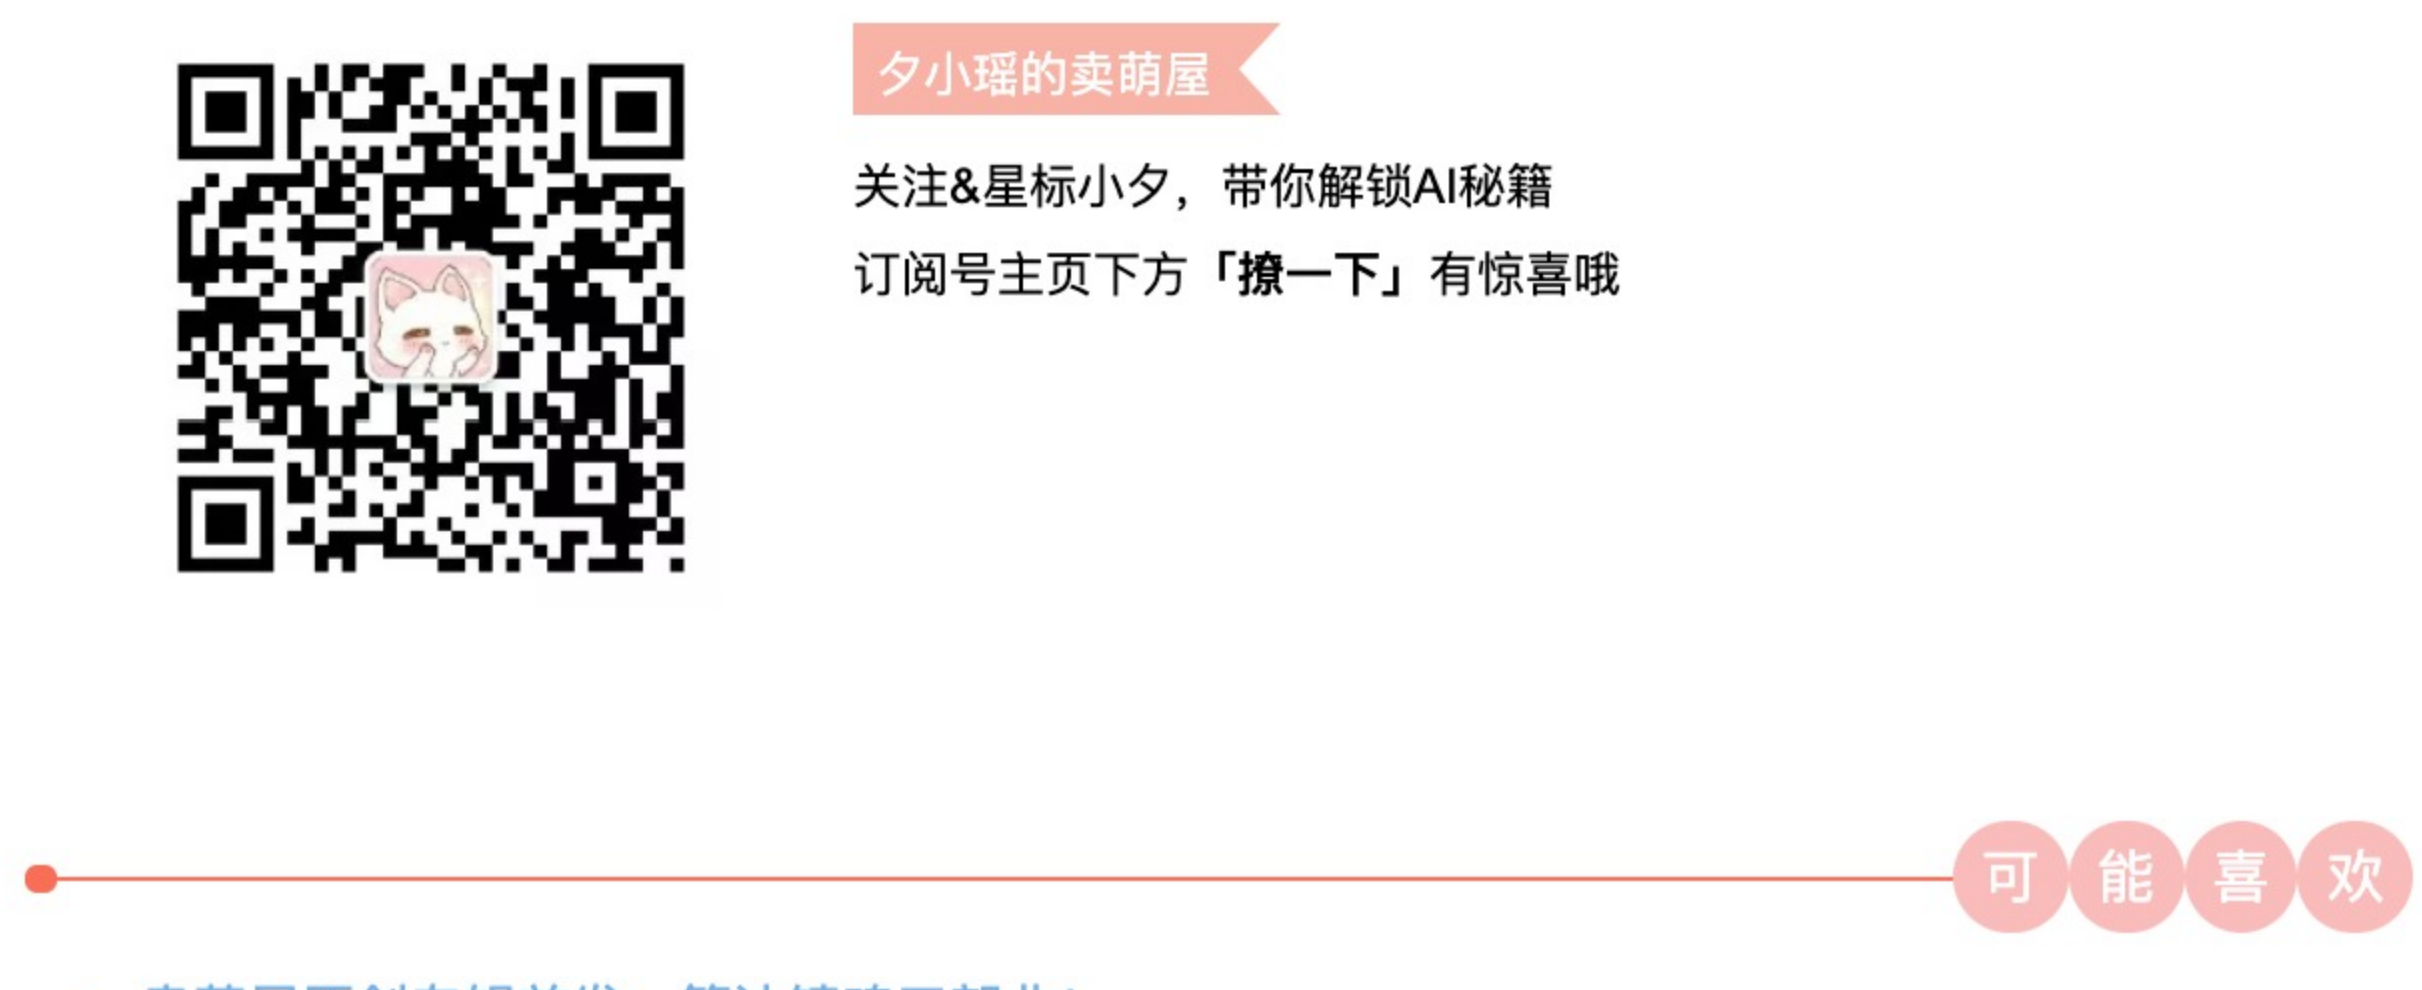 夕小瑶的卖萌屋
关注&星标小夕，带你解锁AI秘籍
订阅号主页下方「撩一下」有惊喜哦
可能喜欢